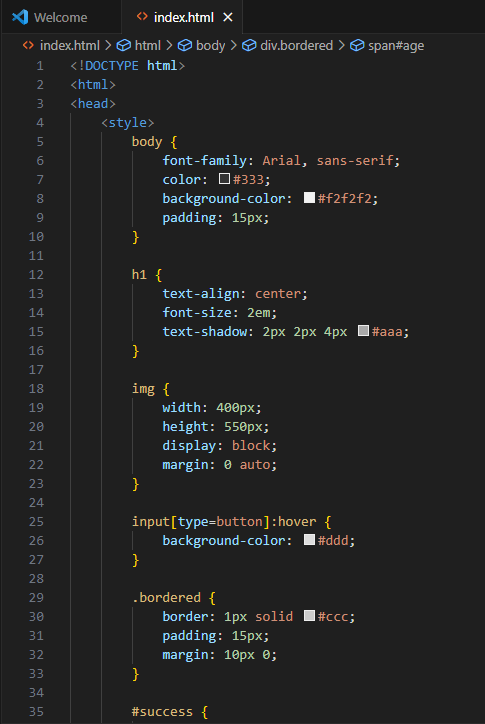 Welcome
index.html
index.html > html > body > div.bordered > span#age
1 <!DOCTYPE html>
2 <html>
3 <head>
4 <style>
5 body {
6 font-family: Arial, sans-serif;
7 color: #333;
8 background-color: #f2f2f2;
9 padding: 15px;
10 }
11
12 h1 {
13 text-align: center;
14 font-size: 2em;
15 text-shadow: 2px 2px 4px #aaa;
16 }
17
18 img {
19 width: 400px;
20 height: 550px;
21 display: block;
22 margin: 0 auto;
23 }
24
25 input[type=button]:hover {
26 background-color: #ddd;
27 }
28
29 .bordered {
30 border: 1px solid #ccc;
31 padding: 15px;
32 margin: 10px 0;
33 }
34
35 #success {